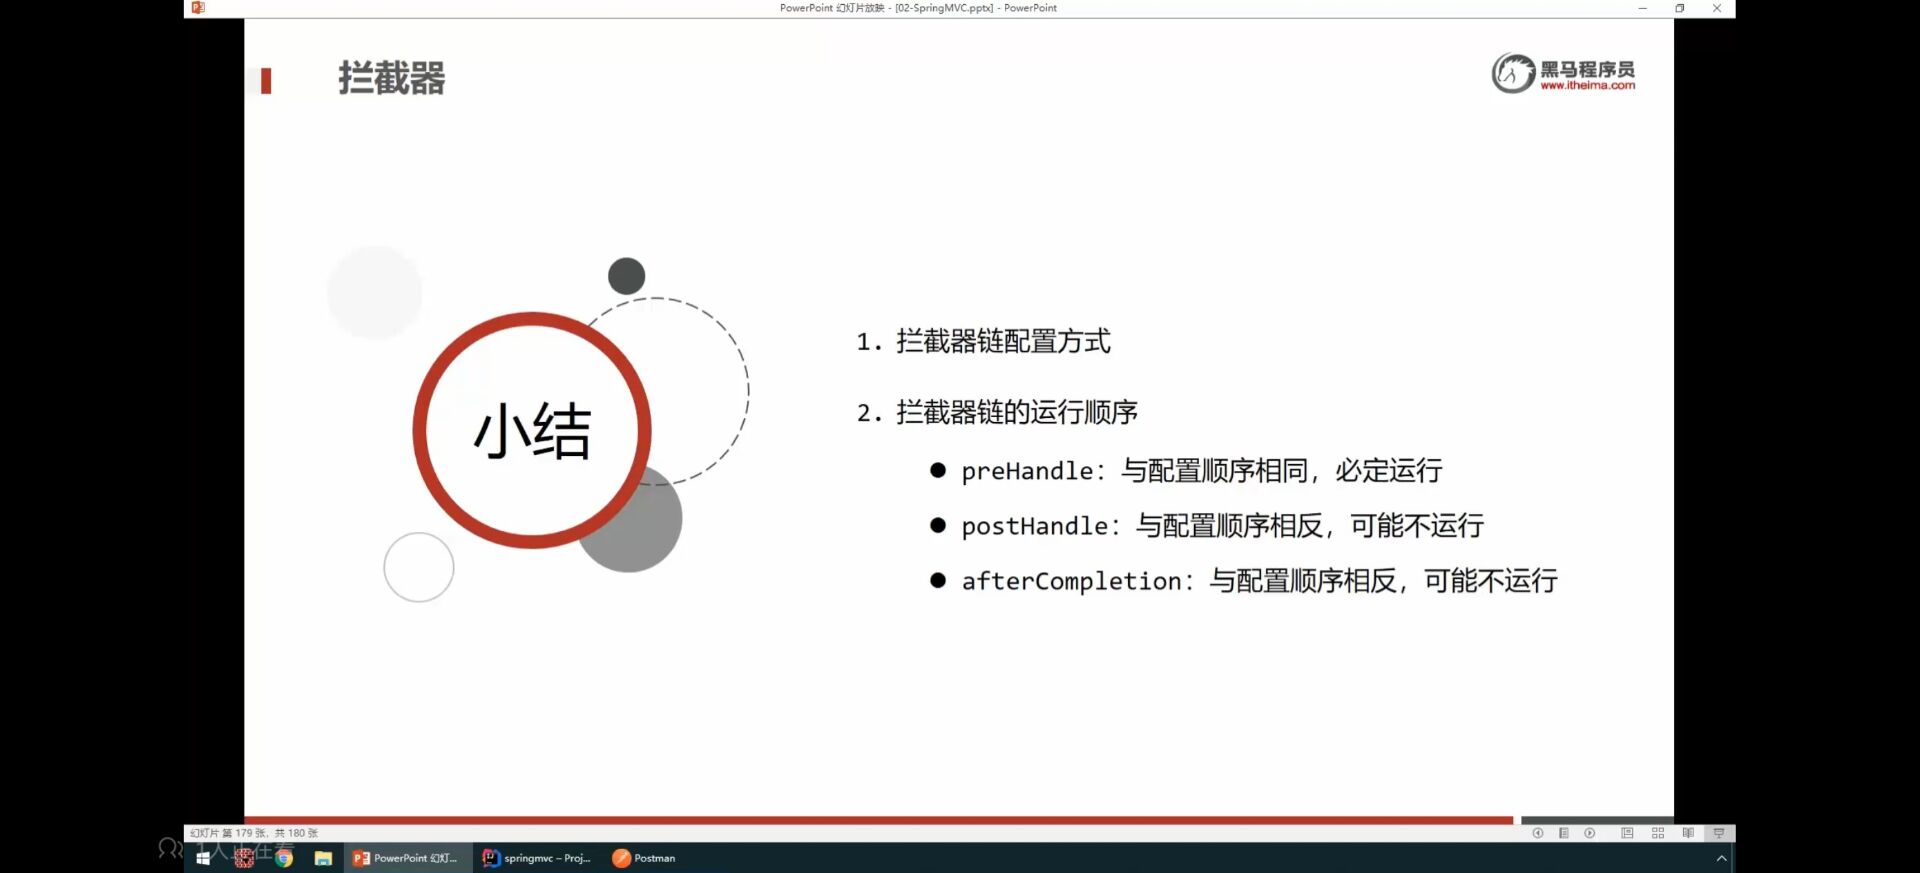 PowerPoint 幻灯片放映 - [02-SpringMVC.pptx] - PowerPoint
拦截器
黑马程序员
www.itheima.com
小结
1. 拦截器链配置方式
2. 拦截器链的运行顺序
● preHandle：与配置顺序相同，必定运行
● postHandle：与配置顺序相反，可能不运行
● afterCompletion：与配置顺序相反，可能不运行
幻灯片 第 179 张，共 180 张
1人正在看
PowerPoint 幻灯...
springmvc – Proj...
Postman